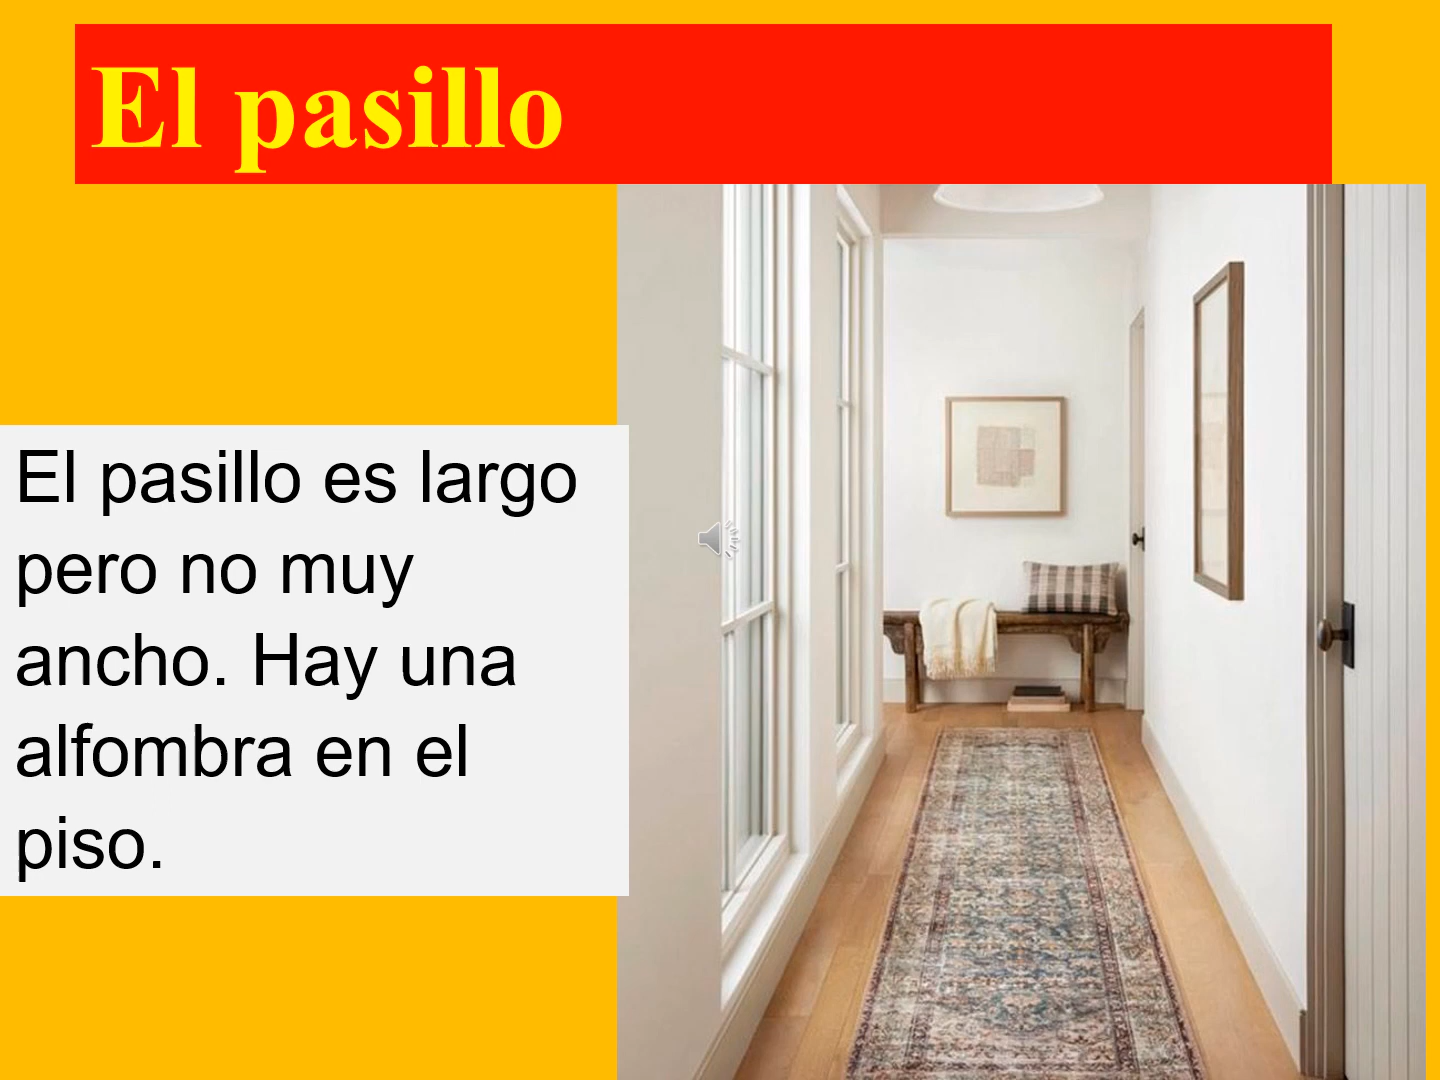 El pasillo
El pasillo es largo
pero no muy
ancho. Hay una
alfombra en el
piso.